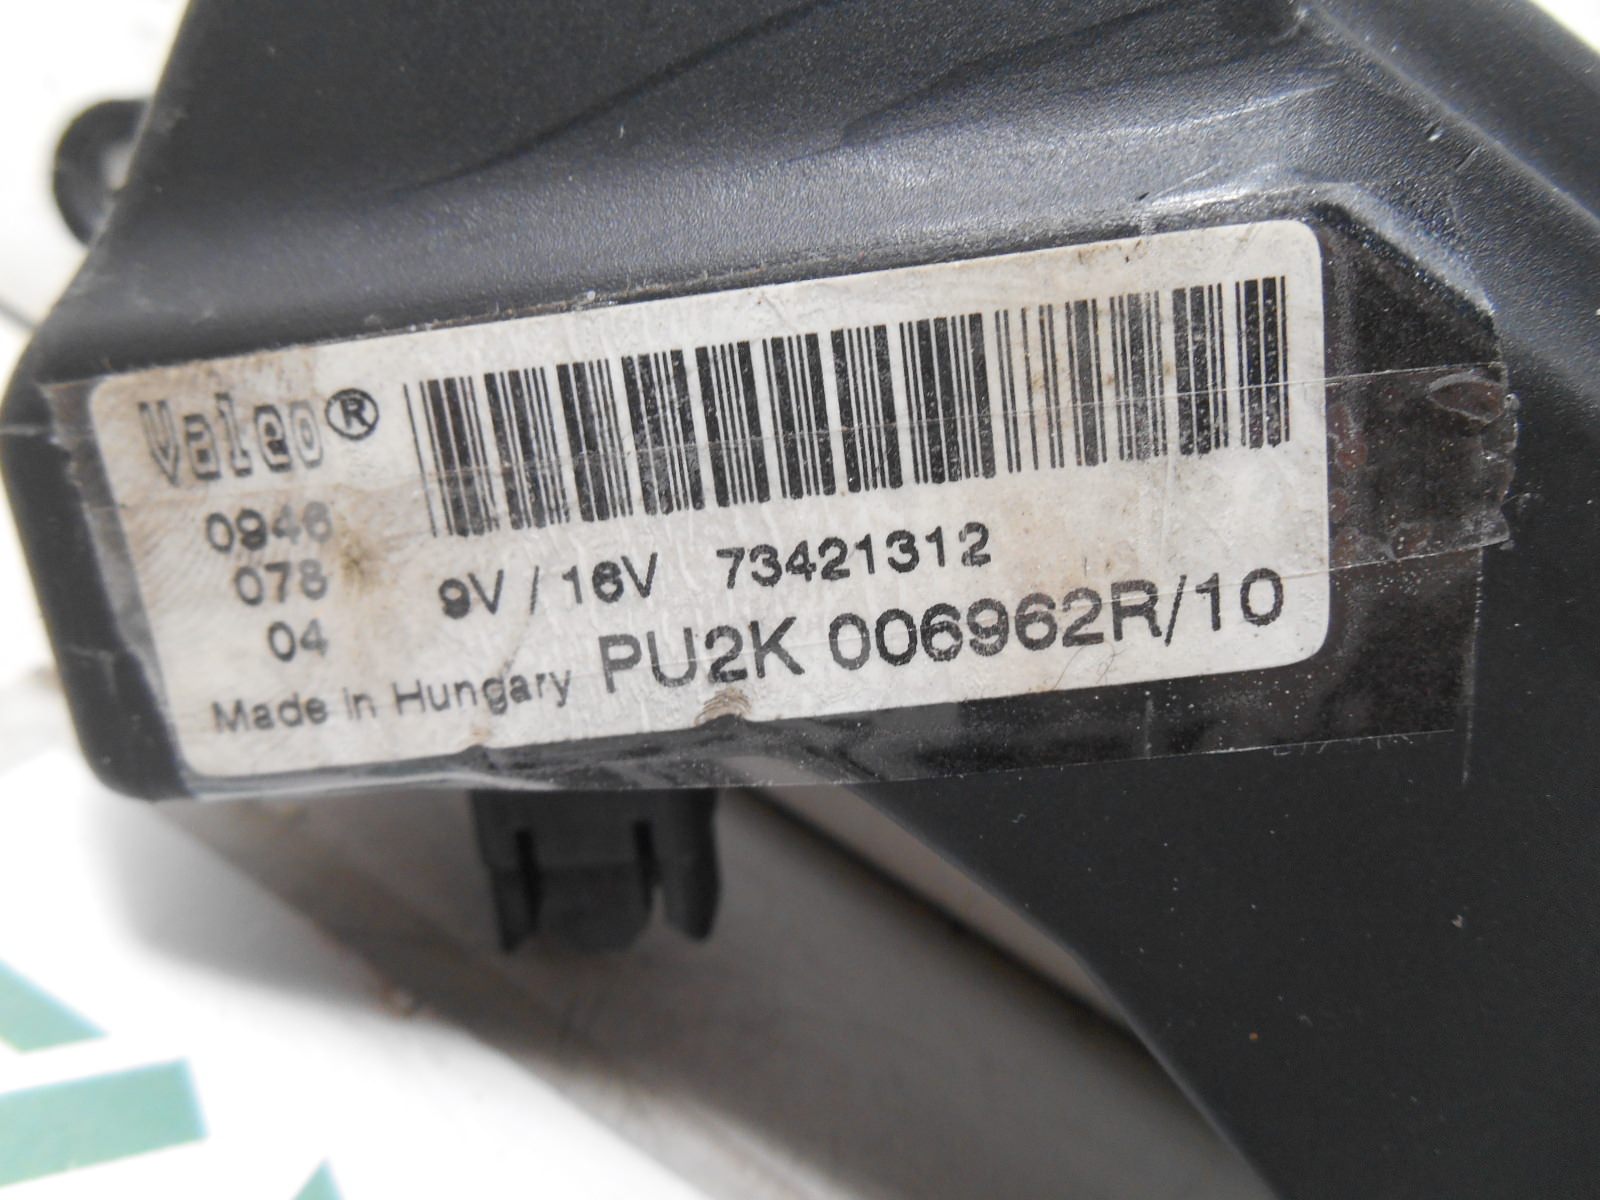 Valeo®
0946
078
04
9V / 16V 73421312
Made in Hungary PU2K 006962R/10